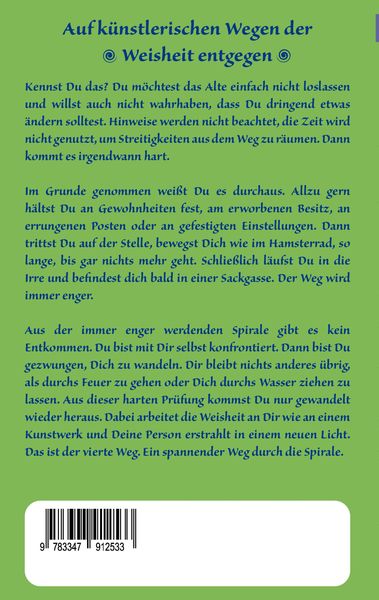 Auf künstlerischen Wegen der
Weisheit entgegen
Kennst Du das? Du möchtest das Alte einfach nicht loslassen
und willst auch nicht wahrhaben, dass Du dringend etwas
ändern solltest. Hinweise werden nicht beachtet, die Zeit wird
nicht genutzt, um Streitigkeiten aus dem Weg zu räumen. Dann
kommt es irgendwann hart.
Im Grunde genommen weißt Du es durchaus. Allzu gern
hältst Du an Gewohnheiten fest, am erworbenen Besitz, an
errungenen Posten oder an gefestigten Einstellungen. Dann
trittst Du auf der Stelle, bewegst Dich wie im Hamsterrad, so
lange, bis gar nichts mehr geht. Schließlich läufst Du in die
Irre und befindest dich bald in einer Sackgasse. Der Weg wird
immer enger.
Aus der immer enger werdenden Spirale gibt es kein
Entkommen. Du bist mit Dir selbst konfrontiert. Dann bist Du
gezwungen, Dich zu wandeln. Dir bleibt nichts anderes übrig,
als durchs Feuer zu gehen oder Dich durchs Wasser ziehen zu
lassen. Aus dieser harten Prüfung kommst Du nur gewandelt
wieder heraus. Dabei arbeitet die Weisheit an Dir wie an einem
Kunstwerk und Deine Person erstrahlt in einem neuen Licht.
Das ist der vierte Weg. Ein spannender Weg durch die Spirale.
9 783347 912533